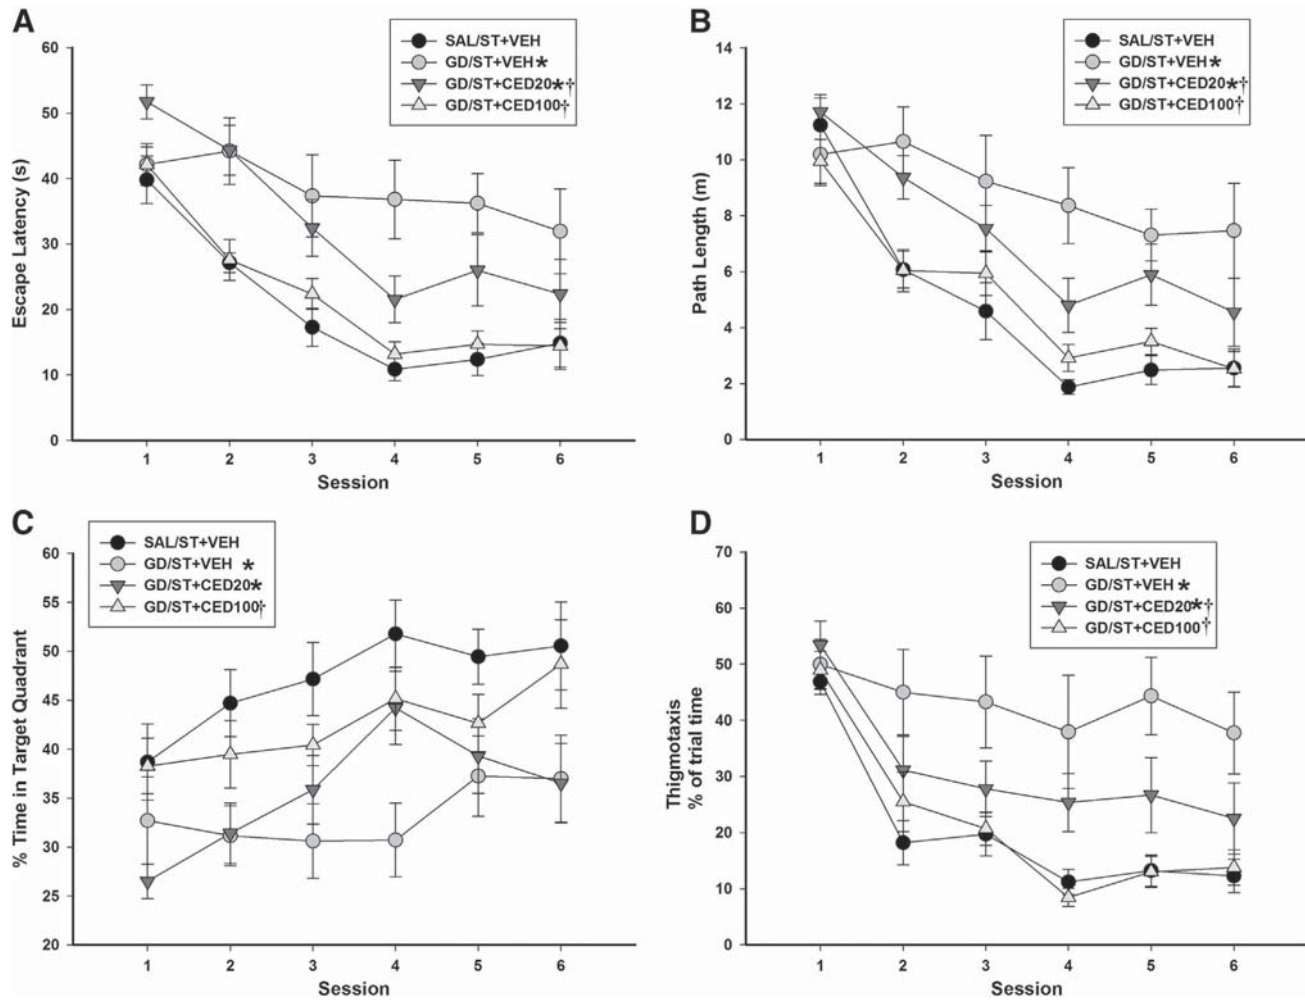 A
SAL/ST+VEH
GD/ST+VEH*
GD/ST+CED20*†
GD/ST+CED100†
60
50
40
30
20
10
0
Escape Latency (s)
1 2 3 4 5 6
Session
B
SAL/ST+VEH
GD/ST+VEH*
GD/ST+CED20*†
GD/ST+CED100†
14
12
10
8
6
4
2
0
Path Length (m)
1 2 3 4 5 6
Session
C
SAL/ST+VEH
GD/ST+VEH *
GD/ST+CED20*
GD/ST+CED100†
60
55
50
45
40
35
30
25
20
% Time in Target Quadrant
1 2 3 4 5 6
Session
D
SAL/ST+VEH
GD/ST+VEH*
GD/ST+CED20*†
GD/ST+CED100†
70
60
50
40
30
20
10
0
Thigmotaxis
% of trial time
1 2 3 4 5 6
Session